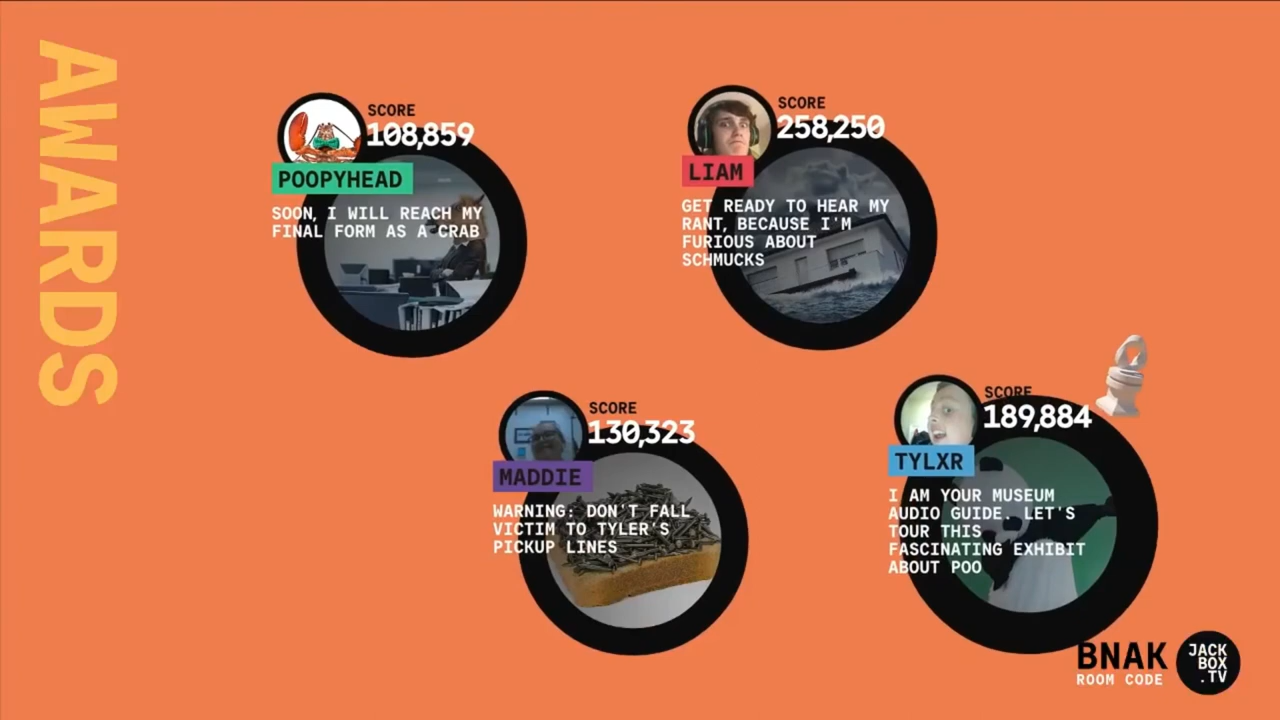 AWARDS
SCORE
108,859
POOPYHEAD
SOON, I WILL REACH MY
FINAL FORM AS A CRAB
SCORE
258,250
LIAM
GET READY TO HEAR MY
RANT, BECAUSE I'M
FURIOUS ABOUT
SCHMUCKS
SCORE
130,323
MADDIE
WARNING: DON'T FALL
VICTIM TO TYLER'S
PICKUP LINES
SCORE
189,884
TYLXR
I AM YOUR MUSEUM
AUDIO GUIDE. LET'S
TOUR THIS
FASCINATING EXHIBIT
ABOUT POO
BNAK
ROOM CODE
JACK
BOX
.TV